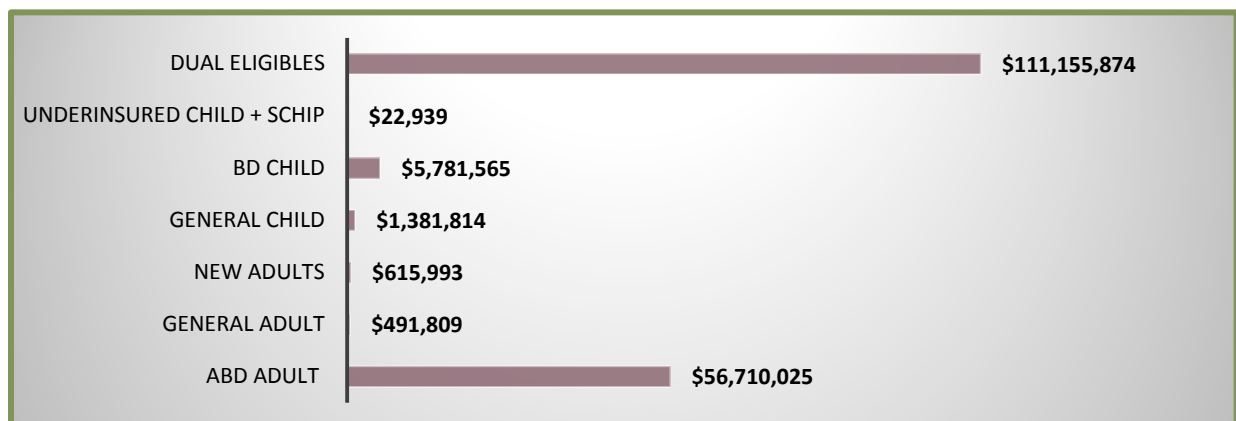 DUAL ELIGIBLES $111,155,874
UNDERINSURED CHILD + SCHIP $22,939
BD CHILD $5,781,565
GENERAL CHILD $1,381,814
NEW ADULTS $615,993
GENERAL ADULT $491,809
ABD ADULT $56,710,025